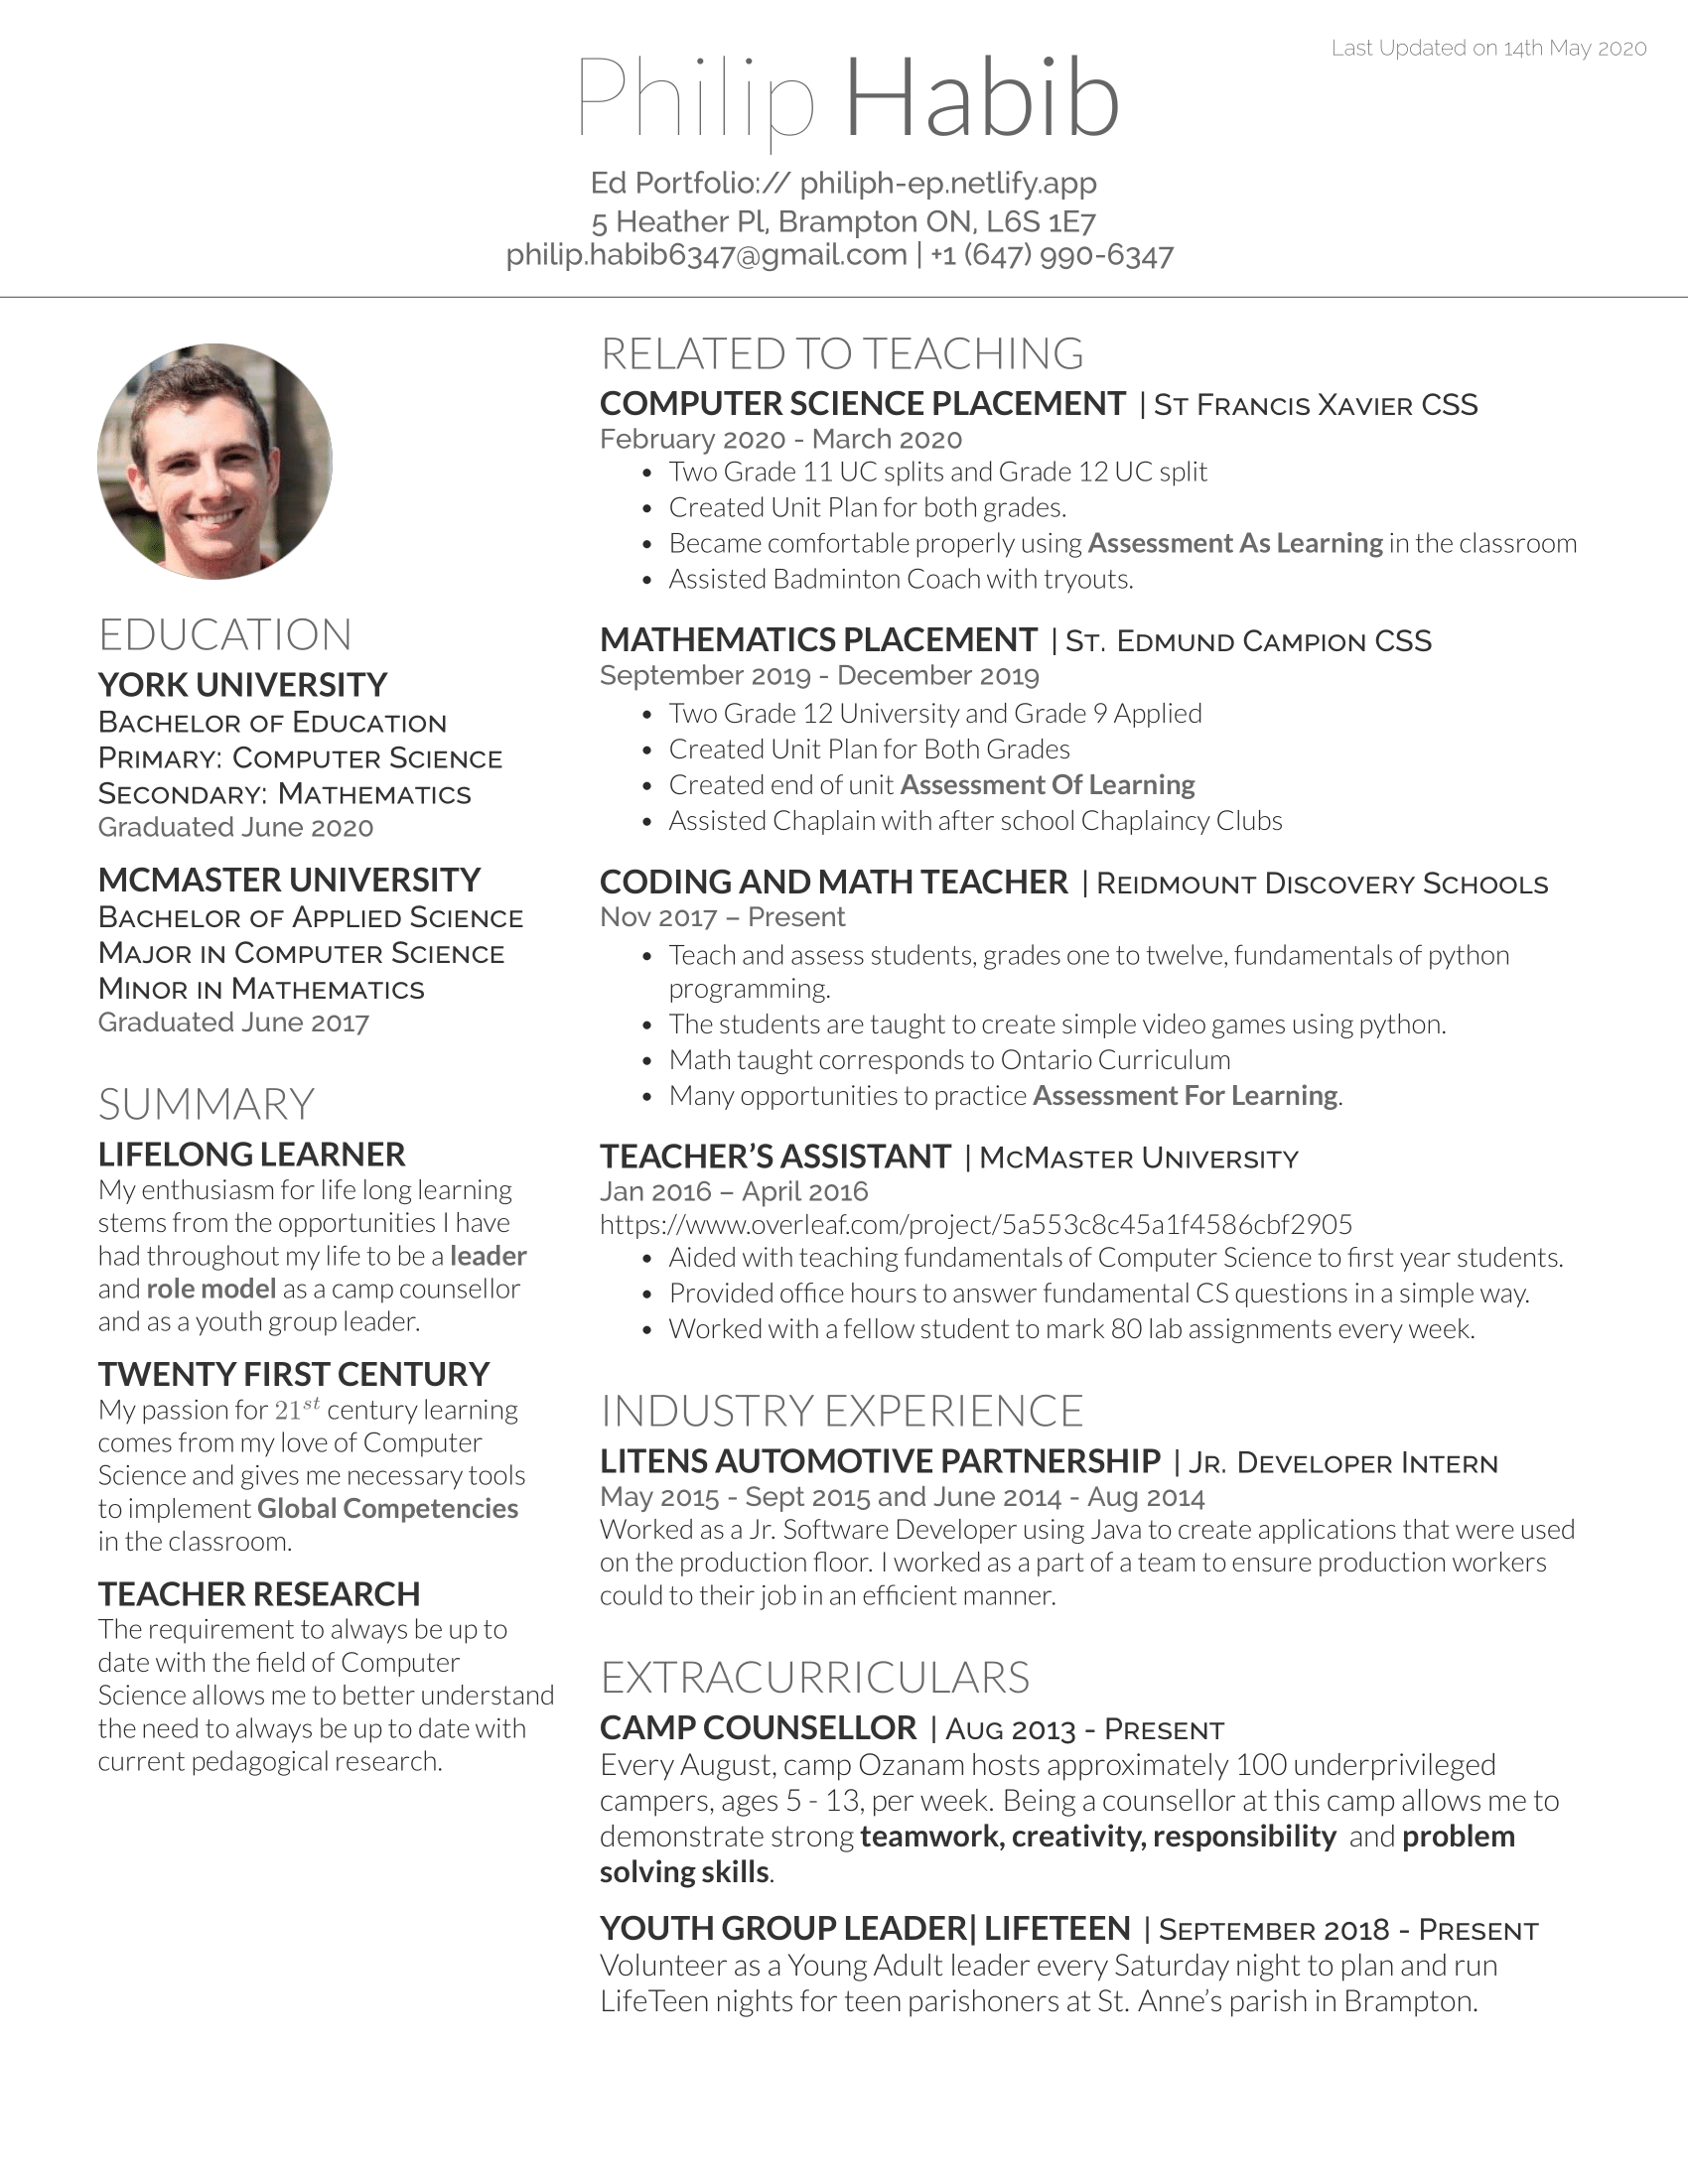 Last Updated on 14th May 2020
Philip Habib
Ed Portfolio:// philiph-ep.netlify.app
5 Heather Pl, Brampton ON, L6S 1E7
philip.habib6347@gmail.com | +1 (647) 990-6347
EDUCATION
YORK UNIVERSITY
Bachelor of Education
Primary: Computer Science
Secondary: Mathematics
Graduated June 2020
MCMASTER UNIVERSITY
Bachelor of Applied Science
Major in Computer Science
Minor in Mathematics
Graduated June 2017
SUMMARY
LIFELONG LEARNER
My enthusiasm for life long learning
stems from the opportunities I have
had throughout my life to be a leader
and role model as a camp counsellor
and as a youth group leader.
TWENTY FIRST CENTURY
My passion for 21st century learning
comes from my love of Computer
Science and gives me necessary tools
to implement Global Competencies
in the classroom.
TEACHER RESEARCH
The requirement to always be up to
date with the field of Computer
Science allows me to better understand
the need to always be up to date with
current pedagogical research.
RELATED TO TEACHING
COMPUTER SCIENCE PLACEMENT | St Francis Xavier CSS
February 2020 - March 2020
• Two Grade 11 UC splits and Grade 12 UC split
• Created Unit Plan for both grades.
• Became comfortable properly using Assessment As Learning in the classroom
• Assisted Badminton Coach with tryouts.
MATHEMATICS PLACEMENT | St. Edmund Campion CSS
September 2019 - December 2019
• Two Grade 12 University and Grade 9 Applied
• Created Unit Plan for Both Grades
• Created end of unit Assessment Of Learning
• Assisted Chaplain with after school Chaplaincy Clubs
CODING AND MATH TEACHER | Reidmount Discovery Schools
Nov 2017 – Present
• Teach and assess students, grades one to twelve, fundamentals of python
programming.
• The students are taught to create simple video games using python.
• Math taught corresponds to Ontario Curriculum
• Many opportunities to practice Assessment For Learning.
TEACHER'S ASSISTANT | McMaster University
Jan 2016 – April 2016
https://www.overleaf.com/project/5a553c8c45a1f4586cbf2905
• Aided with teaching fundamentals of Computer Science to first year students.
• Provided office hours to answer fundamental CS questions in a simple way.
• Worked with a fellow student to mark 80 lab assignments every week.
INDUSTRY EXPERIENCE
LITENS AUTOMOTIVE PARTNERSHIP | Jr. Developer Intern
May 2015 - Sept 2015 and June 2014 - Aug 2014
Worked as a Jr. Software Developer using Java to create applications that were used
on the production floor. I worked as a part of a team to ensure production workers
could to their job in an efficient manner.
EXTRACURRICULARS
CAMP COUNSELLOR | Aug 2013 - Present
Every August, camp Ozanam hosts approximately 100 underprivileged
campers, ages 5 - 13, per week. Being a counsellor at this camp allows me to
demonstrate strong teamwork, creativity, responsibility and problem
solving skills.
YOUTH GROUP LEADER| LIFETEEN | September 2018 - Present
Volunteer as a Young Adult leader every Saturday night to plan and run
LifeTeen nights for teen parishoners at St. Anne's parish in Brampton.